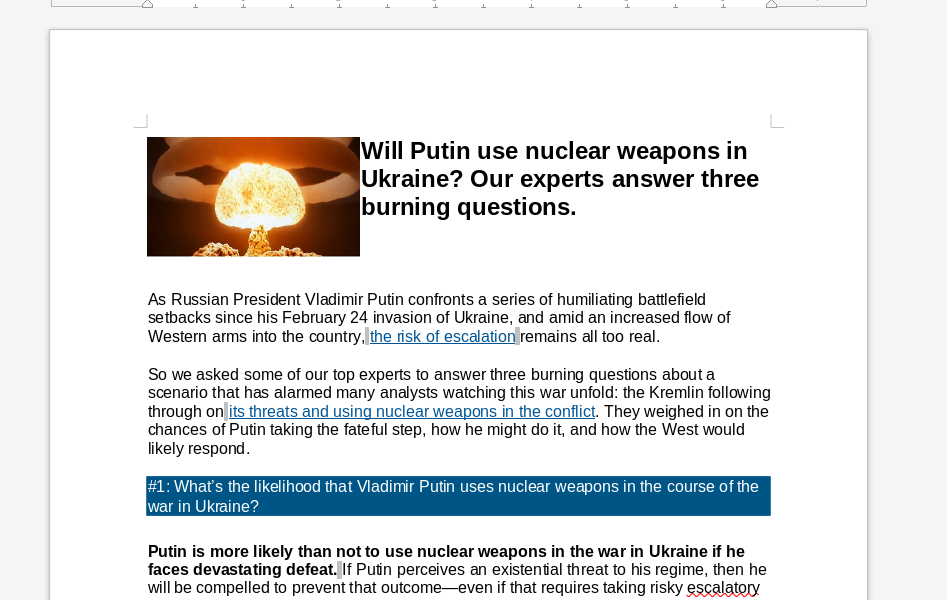 Will Putin use nuclear weapons in
Ukraine? Our experts answer three
burning questions.
As Russian President Vladimir Putin confronts a series of humiliating battlefield
setbacks since his February 24 invasion of Ukraine, and amid an increased flow of
Western arms into the country, the risk of escalation remains all too real.
So we asked some of our top experts to answer three burning questions about a
scenario that has alarmed many analysts watching this war unfold: the Kremlin following
through on its threats and using nuclear weapons in the conflict. They weighed in on the
chances of Putin taking the fateful step, how he might do it, and how the West would
likely respond.
#1: What’s the likelihood that Vladimir Putin uses nuclear weapons in the course of the
war in Ukraine?
Putin is more likely than not to use nuclear weapons in the war in Ukraine if he
faces devastating defeat. If Putin perceives an existential threat to his regime, then he
will be compelled to prevent that outcome—even if that requires taking risky escalatory